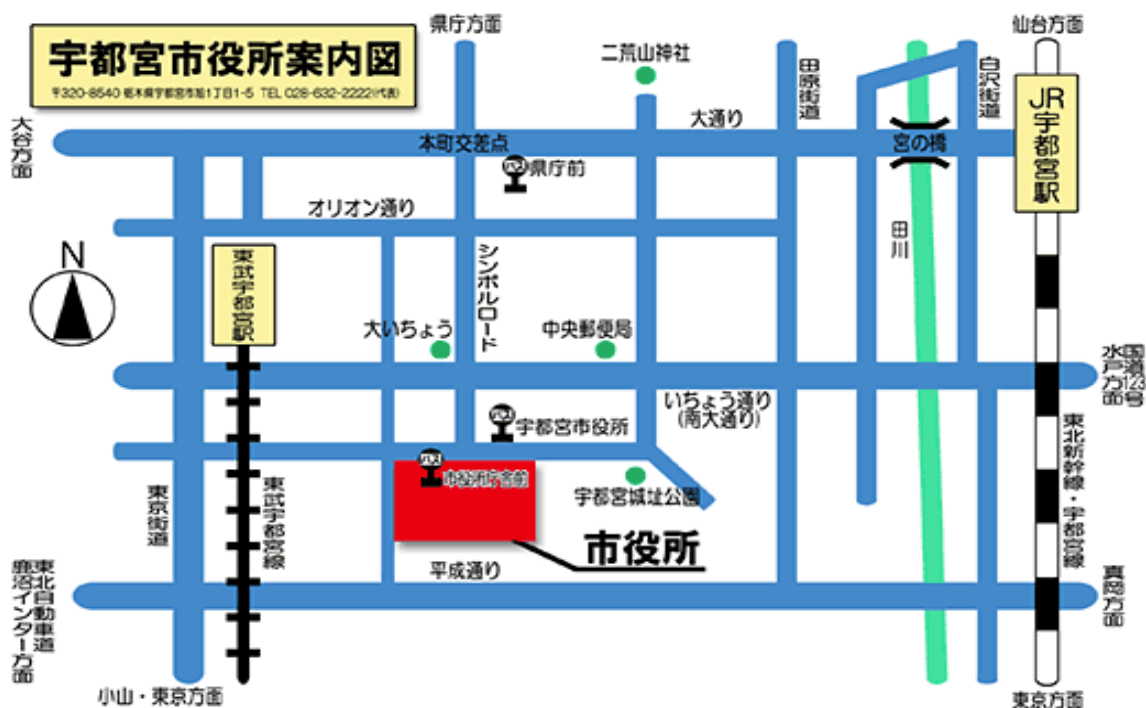 県庁方面
仙台方面
宇都宮市役所案内図
〒320-8540 栃木県宇都宮市旭1丁目1-5 TEL 028-632-2222(代表)
二荒山神社
田原街道
白沢街道
JR宇都宮駅
大谷方面
大通り
本町交差点
宮の橋
バス
県庁前
オリオン通り
田川
N
東武宇都宮駅
シンボルロード
大いちょう
中央郵便局
国道123号
水戸方面
いちょう通り
(南大通り)
バス
宇都宮市役所
バス
市役所庁舎前
宇都宮城址公園
東京街道
東武宇都宮線
東北新幹線・宇都宮線
市役所
平成通り
東北自動車道
鹿沼インター方面
真岡方面
小山・東京方面
東京方面